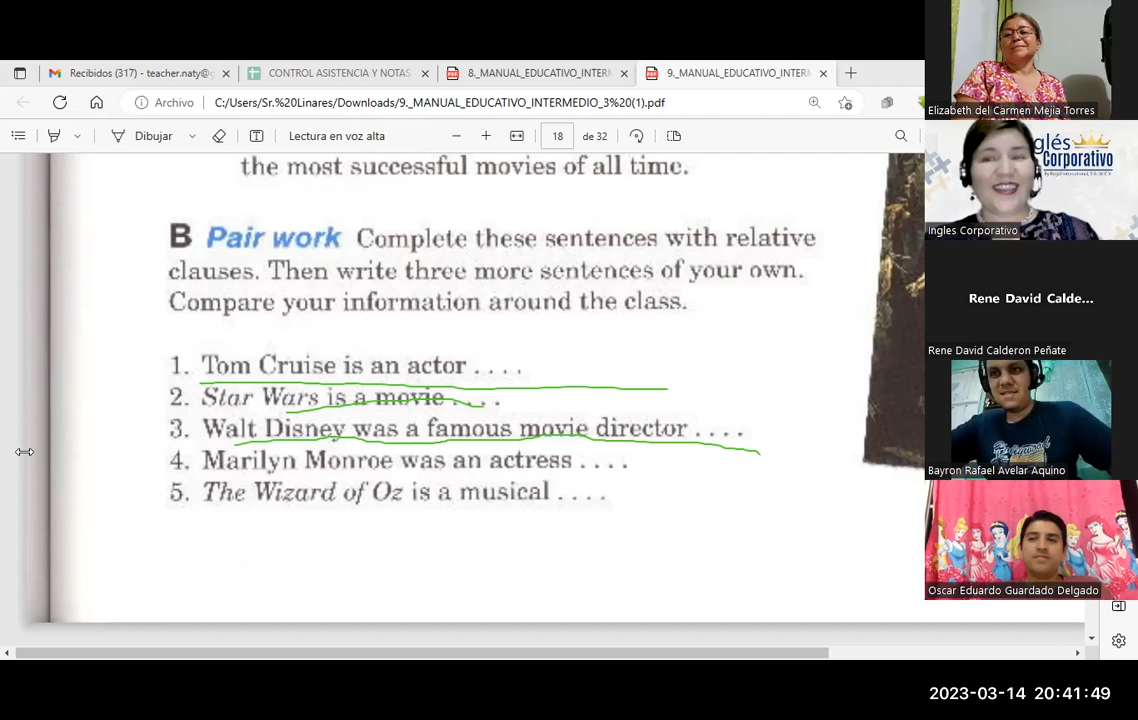 Recibidos (317) - teacher.naty@g
CONTROL ASISTENCIA Y NOTAS
8._MANUAL_EDUCATIVO_INTERM
9._MANUAL_EDUCATIVO_INTERM
Archivo
C:/Users/Sr.%20Linares/Downloads/9._MANUAL_EDUCATIVO_INTERMEDIO_3%20(1).pdf
Dibujar
Lectura en voz alta
18
de 32
the most successful movies of all time.
B Pair work Complete these sentences with relative
clauses. Then write three more sentences of your own.
Compare your information around the class.
1. Tom Cruise is an actor . . . .
2. Star Wars is a movie . . . .
3. Walt Disney was a famous movie director . . . .
4. Marilyn Monroe was an actress . . . .
5. The Wizard of Oz is a musical . . . .
Elizabeth del Carmen Mejia Torres
glés
Corporativo
Ingles Corporativo
Rene David Calde...
Rene David Calderon Peñate
Bayron Rafael Avelar Aquino
Oscar Eduardo Guardado Delgado
2023-03-14 20:41:49